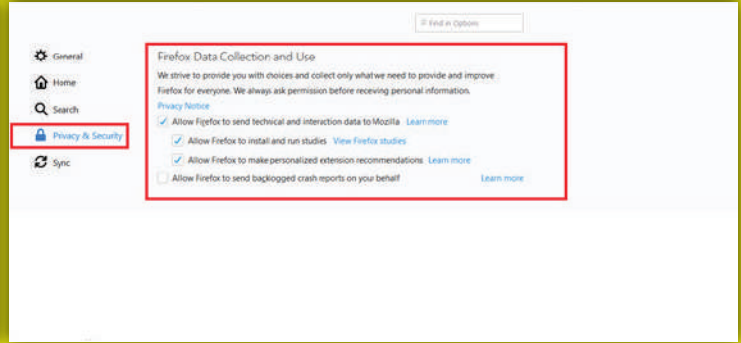 Find in Options
General
Home
Search
Privacy & Security
Sync
Firefox Data Collection and Use
We strive to provide you with choices and collect only what we need to provide and improve
Firefox for everyone. We always ask permission before receiving personal information.
Privacy Notice
Allow Firefox to send technical and interaction data to Mozilla Learn more
Allow Firefox to install and run studies View Firefox studies
Allow Firefox to make personalized extension recommendations Learn more
Allow Firefox to send backlogged crash reports on your behalf Learn more